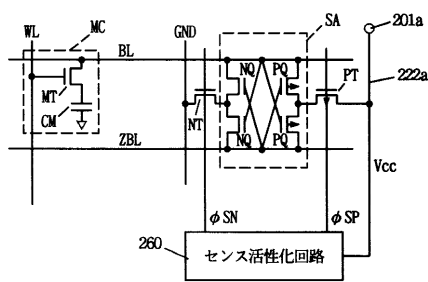 WL
MC
GND
SA
201a
BL
NQ
PQ
PT
222a
MT
CM
NT
NQ
PQ
Vcc
ZBL
φSN
φSP
260
センス活性化回路